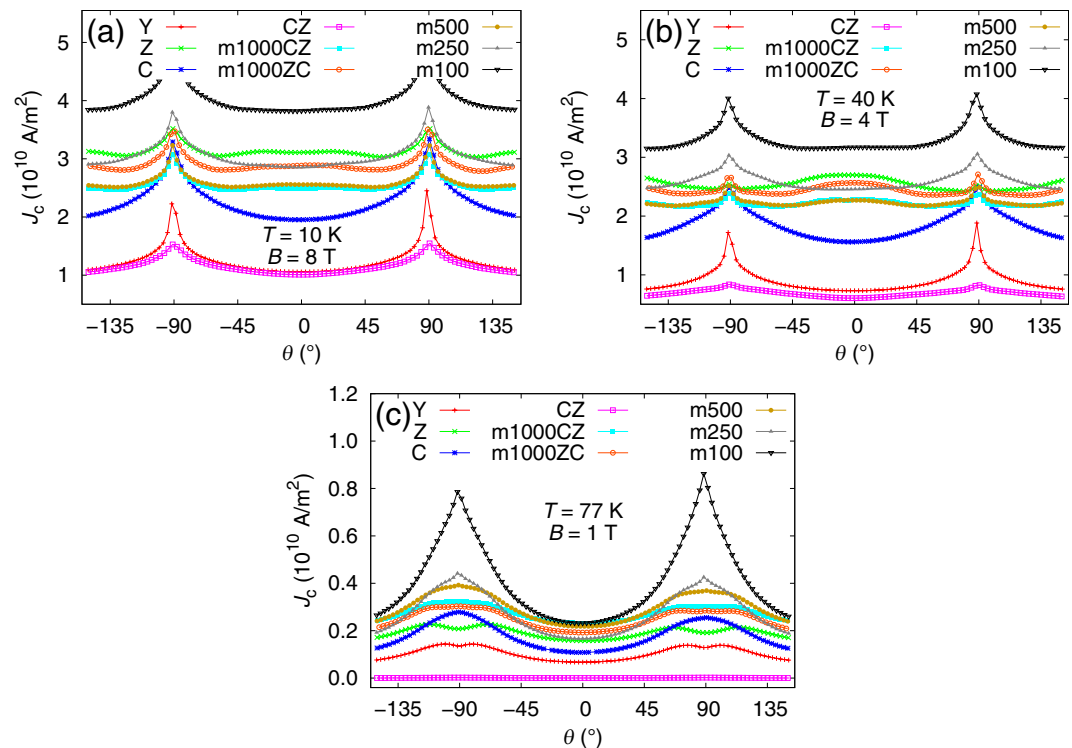 (a)
Y
Z
C
CZ
m1000CZ
m1000ZC
m500
m250
m100
5
4
3
2
1
Jc (10^10 A/m^2)
T = 10 K
B = 8 T
−135 −90 −45 0 45 90 135
θ (°)
(b)
Y
Z
C
CZ
m1000CZ
m1000ZC
m500
m250
m100
5
4
3
2
1
Jc (10^10 A/m^2)
T = 40 K
B = 4 T
−135 −90 −45 0 45 90 135
θ (°)
(c)
Y
Z
C
CZ
m1000CZ
m1000ZC
m500
m250
m100
1.2
1.0
0.8
0.6
0.4
0.2
0.0
Jc (10^10 A/m^2)
T = 77 K
B = 1 T
−135 −90 −45 0 45 90 135
θ (°)